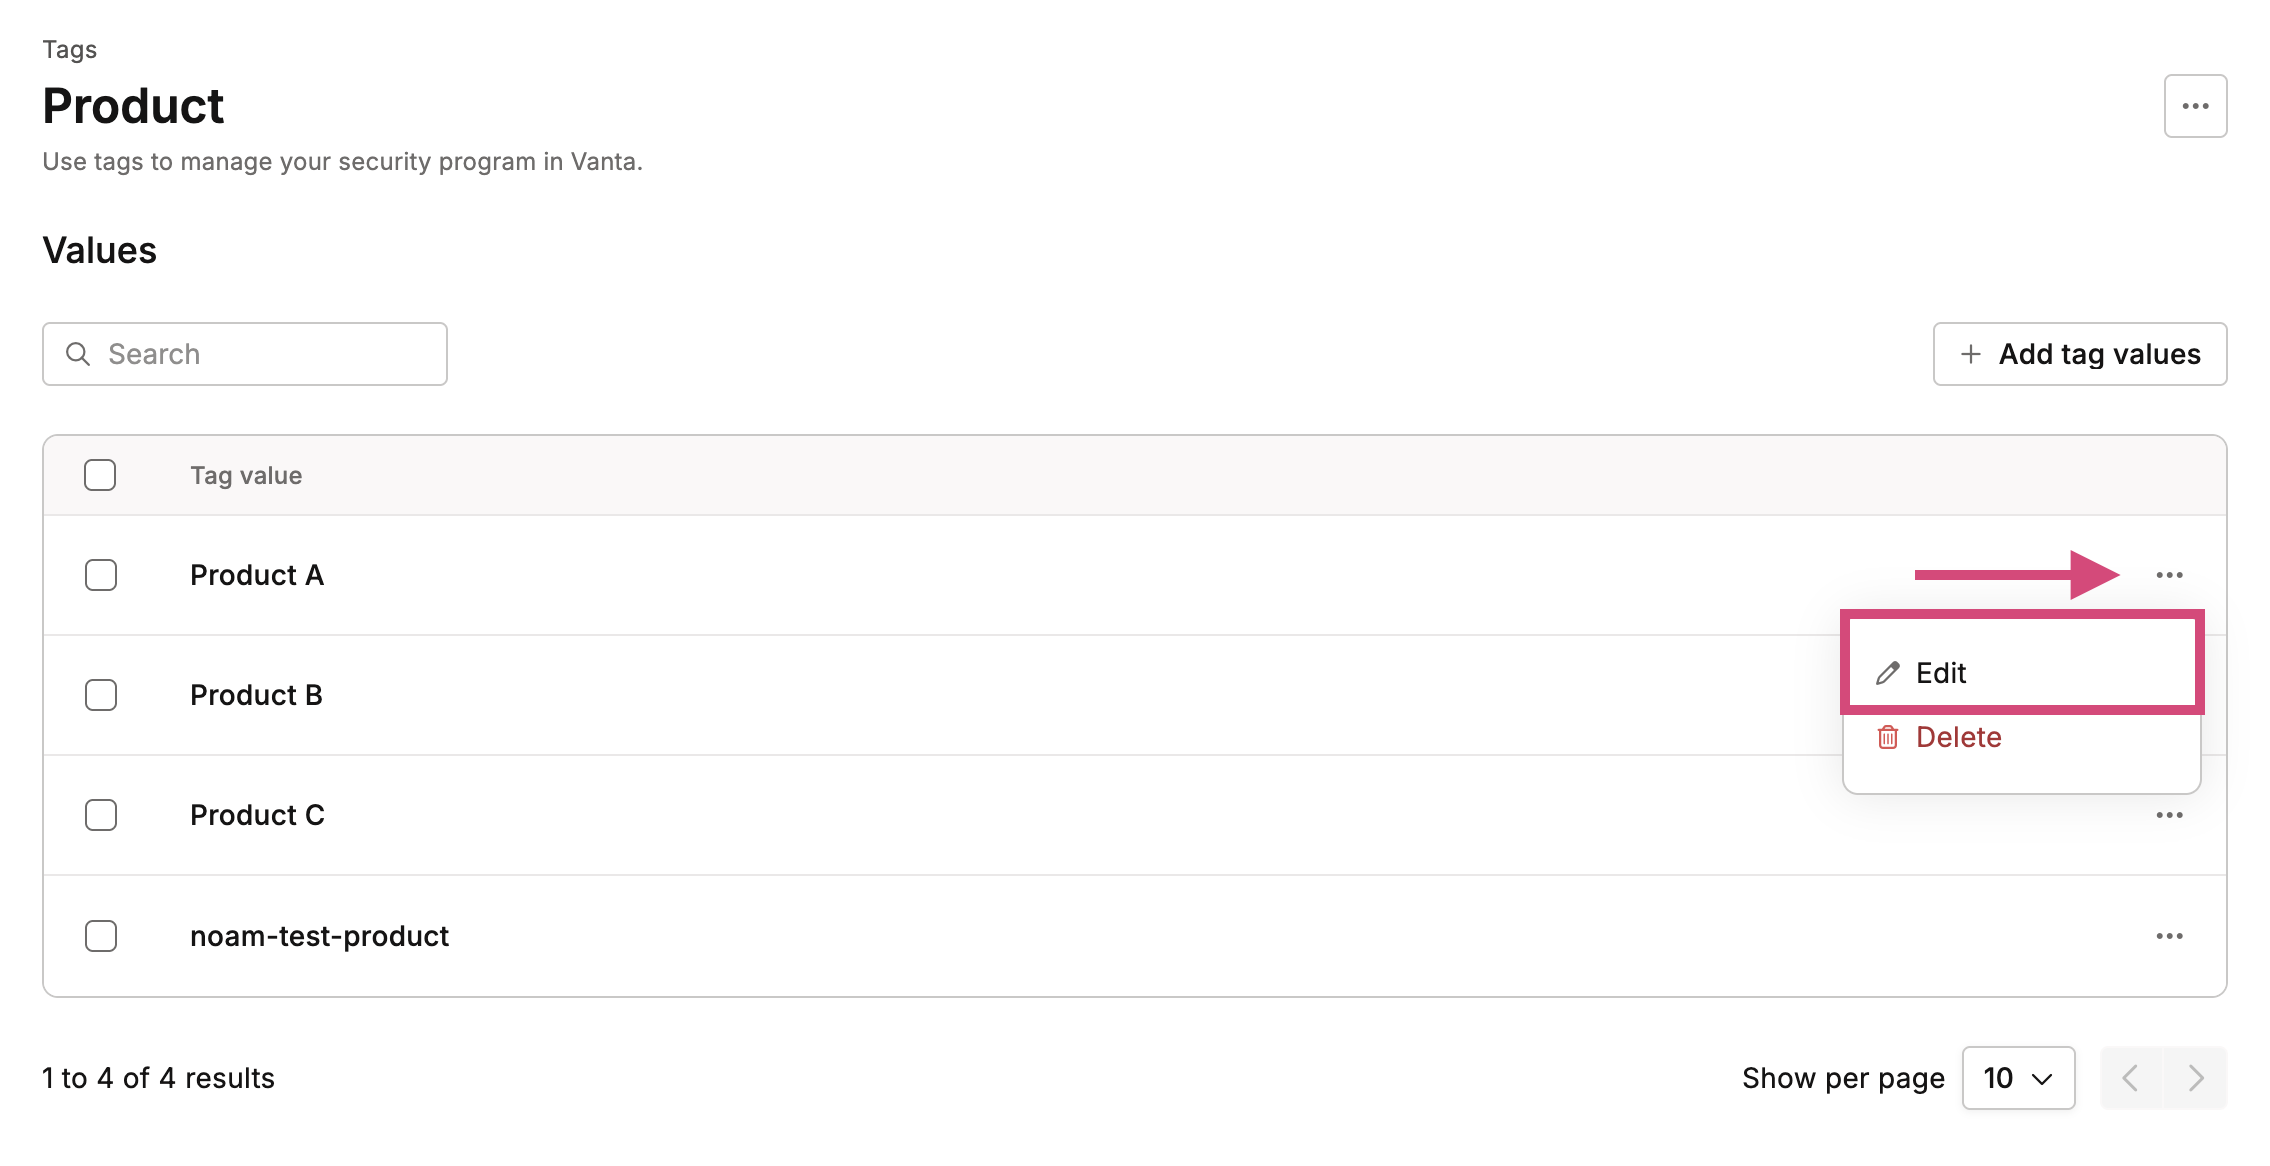 Tags
Product
Use tags to manage your security program in Vanta.
Values
Search
Add tag values
Tag value
Product A
Edit
Product B
Delete
Product C
noam-test-product
1 to 4 of 4 results
Show per page 10